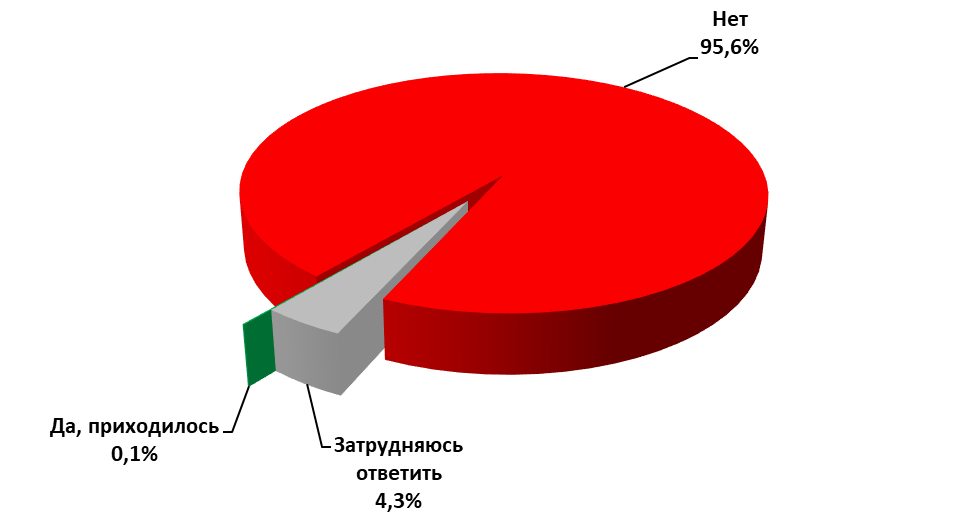 Нет
95,6%
Да, приходилось
0,1%
Затрудняюсь
ответить
4,3%